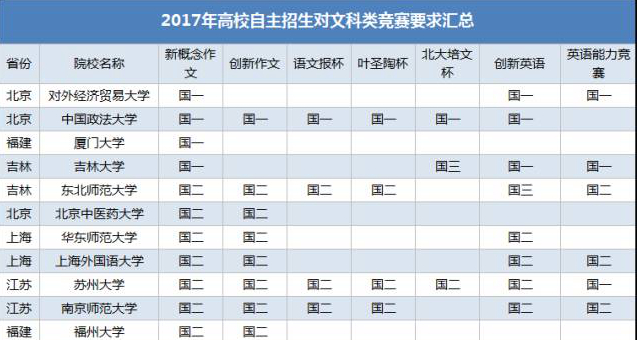 2017年高校自主招生对文科类竞赛要求汇总
省份 院校名称 新概念作文 创新作文 语文报杯 叶圣陶杯 北大培文杯 创新英语 英语能力竞赛
北京 对外经济贸易大学 国一 国一 国一
北京 中国政法大学 国一 国一 国一 国一 国一 国一
福建 厦门大学 国一
吉林 吉林大学 国一 国三 国一 国一
吉林 东北师范大学 国二 国二 国二 国二 国三 国二
北京 北京中医药大学 国二 国二
上海 华东师范大学 国二 国二 国二
上海 上海外国语大学 国二 国二 国二 国二
江苏 苏州大学 国二 国二 国二 国二 国二 国二 国一
江苏 南京师范大学 国二 国二 国二 国二 国二 国二
福建 福州大学 国二 国二